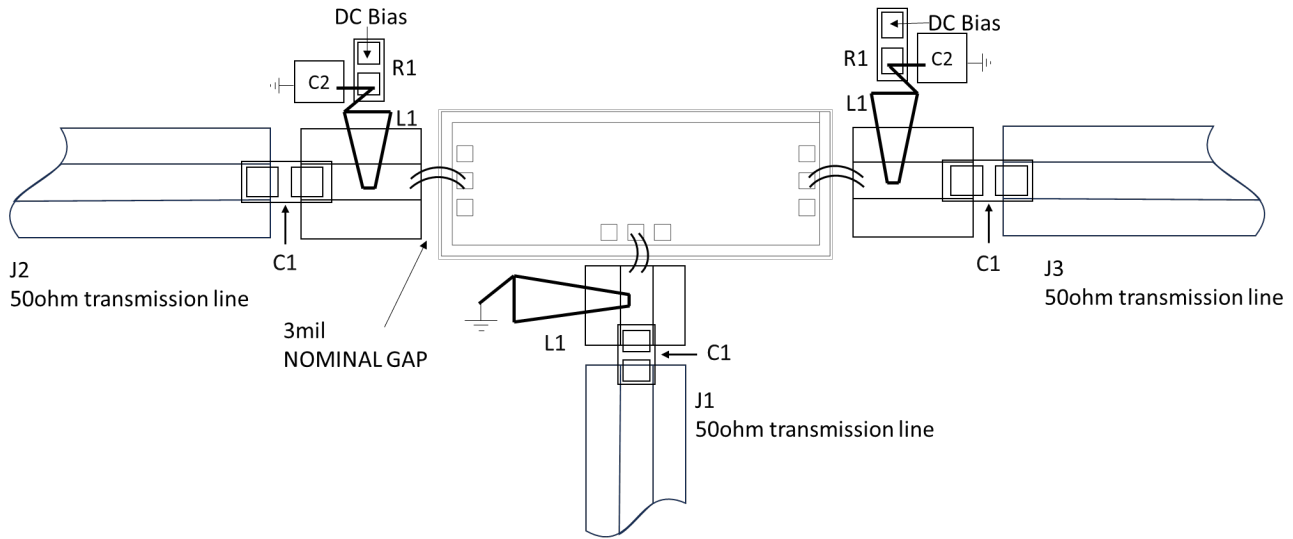 DC Bias
C2
R1
L1
DC Bias
R1
C2
L1
C1
J2
50ohm transmission line
3mil
NOMINAL GAP
C1
J3
50ohm transmission line
L1
C1
J1
50ohm transmission line